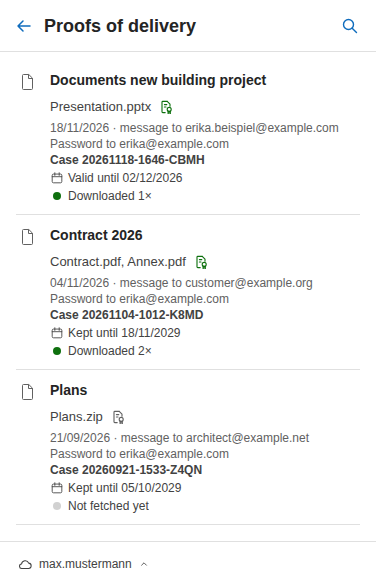 Proofs of delivery
Documents new building project
Presentation.pptx
18/11/2026 · message to erika.beispiel@example.com
Password to erika@example.com
Case 20261118-1646-CBMH
Valid until 02/12/2026
Downloaded 1×
Contract 2026
Contract.pdf, Annex.pdf
04/11/2026 · message to customer@example.org
Password to erika@example.com
Case 20261104-1012-K8MD
Kept until 18/11/2029
Downloaded 2×
Plans
Plans.zip
21/09/2026 · message to architect@example.net
Password to erika@example.com
Case 20260921-1533-Z4QN
Kept until 05/10/2029
Not fetched yet
max.mustermann